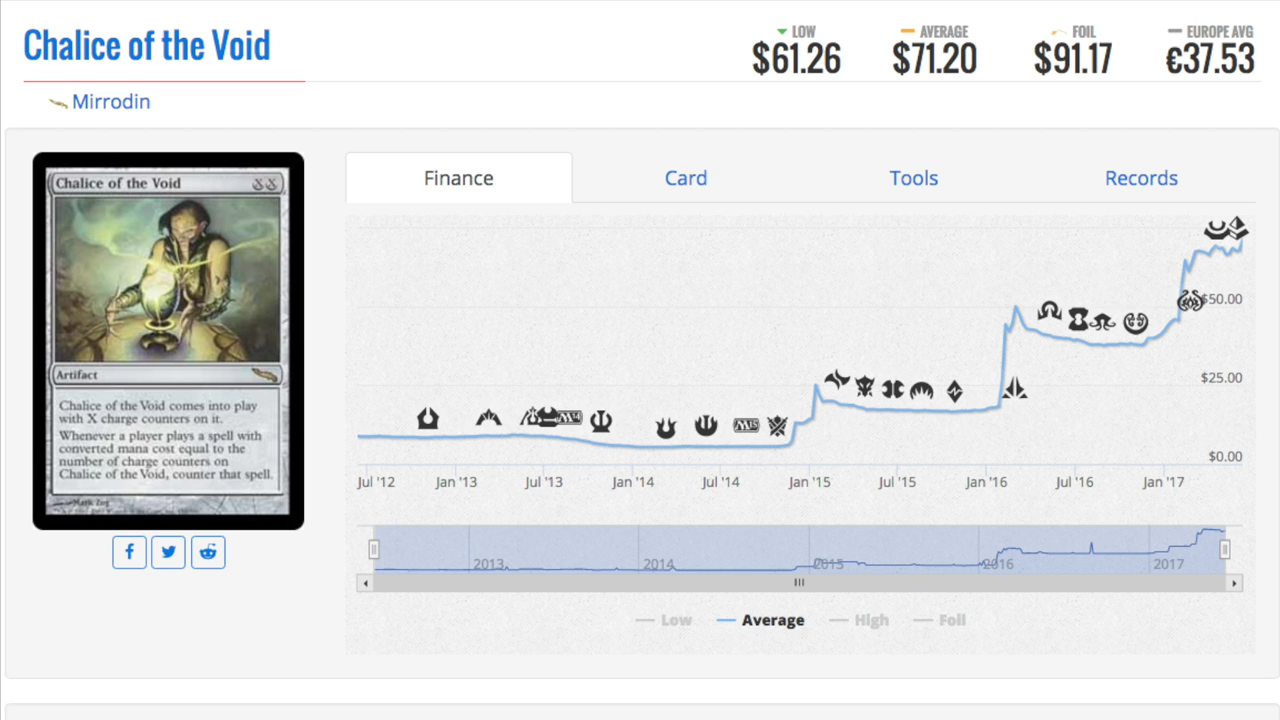 Chalice of the Void
LOW
$61.26
AVERAGE
$71.20
FOIL
$91.17
EUROPE AVG
€37.53
Mirrodin
Chalice of the Void XX
Artifact
Chalice of the Void comes into play
with X charge counters on it.
Whenever a player plays a spell with
converted mana cost equal to the
number of charge counters on
Chalice of the Void, counter that spell.
Finance Card Tools Records
$50.00
$25.00
$0.00
M14
M15
Jul '12 Jan '13 Jul '13 Jan '14 Jul '14 Jan '15 Jul '15 Jan '16 Jul '16 Jan '17
2013 2014 2015 2016 2017
Low Average High Foil